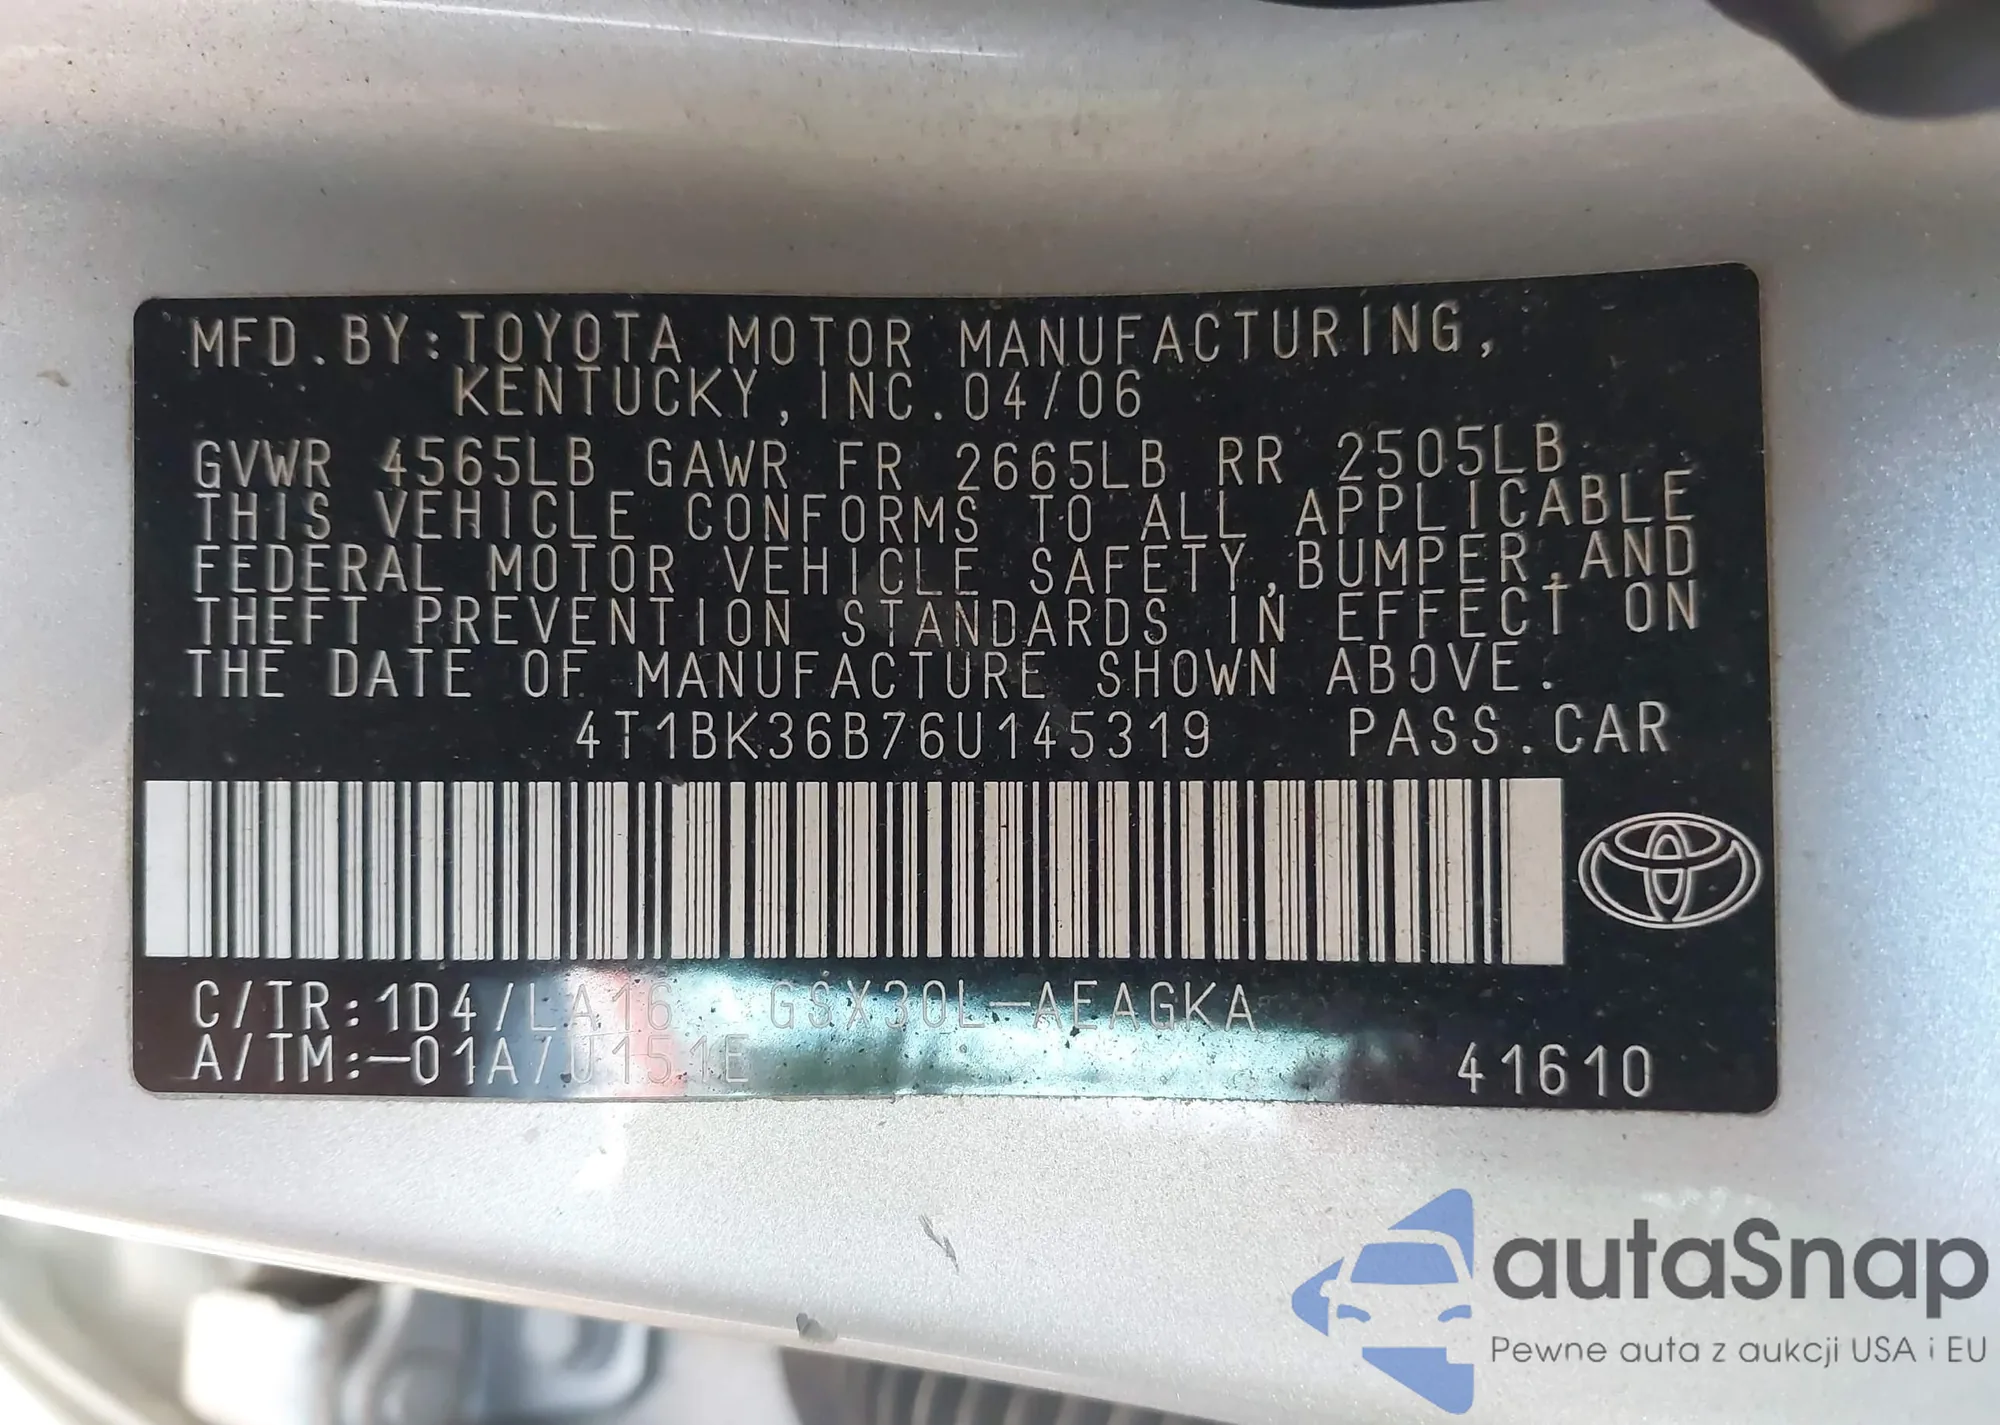 MFD.BY:TOYOTA MOTOR MANUFACTURING,
KENTUCKY,INC.04/06
GVWR 4565LB GAWR FR 2665LB RR 2505LB
THIS VEHICLE CONFORMS TO ALL APPLICABLE
FEDERAL MOTOR VEHICLE SAFETY,BUMPER,AND
THEFT PREVENTION STANDARDS IN EFFECT ON
THE DATE OF MANUFACTURE SHOWN ABOVE.
4T1BK36B76U145319 PASS.CAR
C/TR:1D4/LA16 GSX30L-AEAGKA
A/TM:-01A/U151E 41610
autaSnap
Pewne auta z aukcji USA i EU